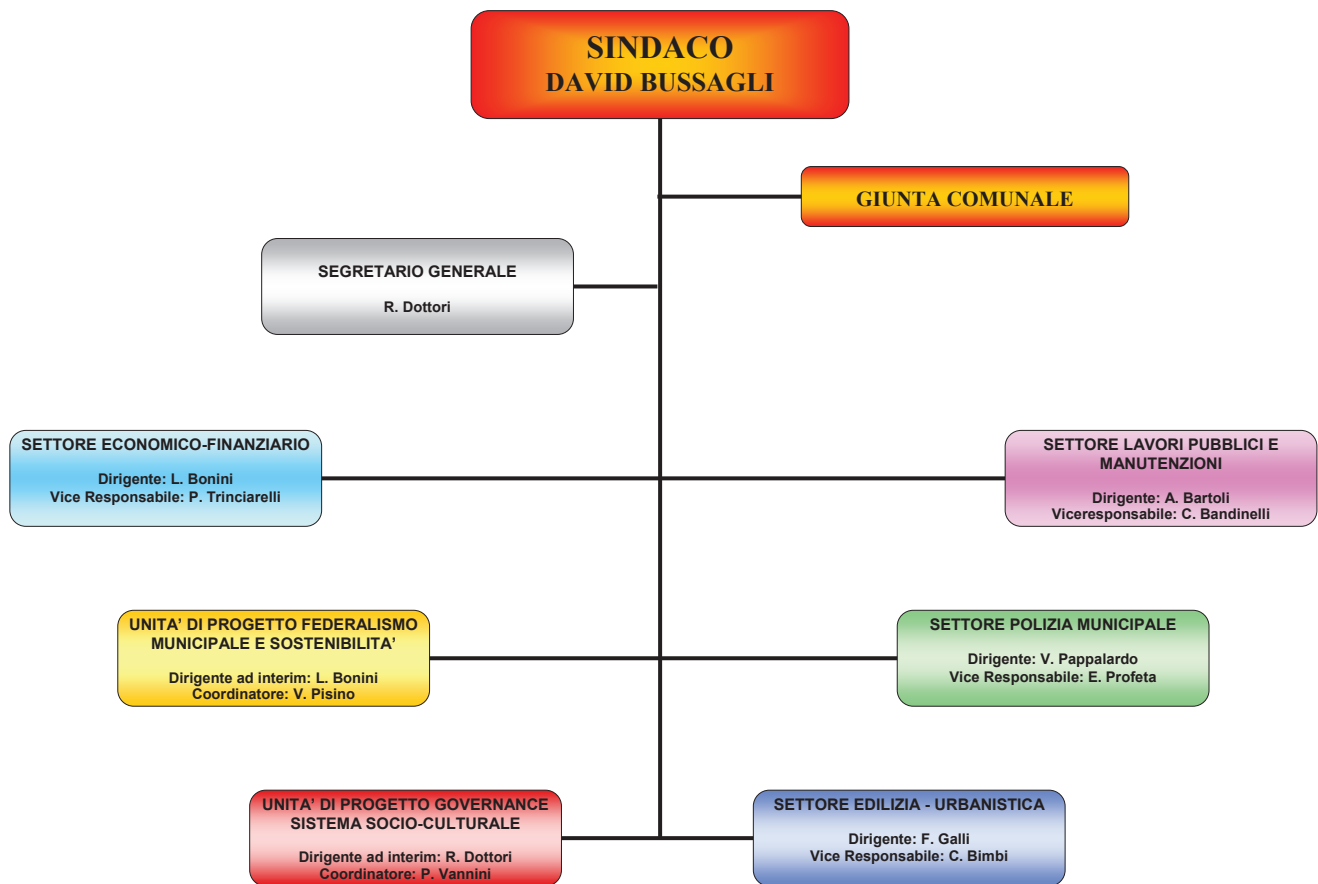 SINDACO
DAVID BUSSAGLI
GIUNTA COMUNALE
SEGRETARIO GENERALE
R. Dottori
SETTORE ECONOMICO-FINANZIARIO
Dirigente: L. Bonini
Vice Responsabile: P. Trinciarelli
SETTORE LAVORI PUBBLICI E
MANUTENZIONI
Dirigente: A. Bartoli
Viceresponsabile: C. Bandinelli
UNITA' DI PROGETTO FEDERALISMO
MUNICIPALE E SOSTENIBILITA'
Dirigente ad interim: L. Bonini
Coordinatore: V. Pisino
SETTORE POLIZIA MUNICIPALE
Dirigente: V. Pappalardo
Vice Responsabile: E. Profeta
UNITA' DI PROGETTO GOVERNANCE
SISTEMA SOCIO-CULTURALE
Dirigente ad interim: R. Dottori
Coordinatore: P. Vannini
SETTORE EDILIZIA - URBANISTICA
Dirigente: F. Galli
Vice Responsabile: C. Bimbi